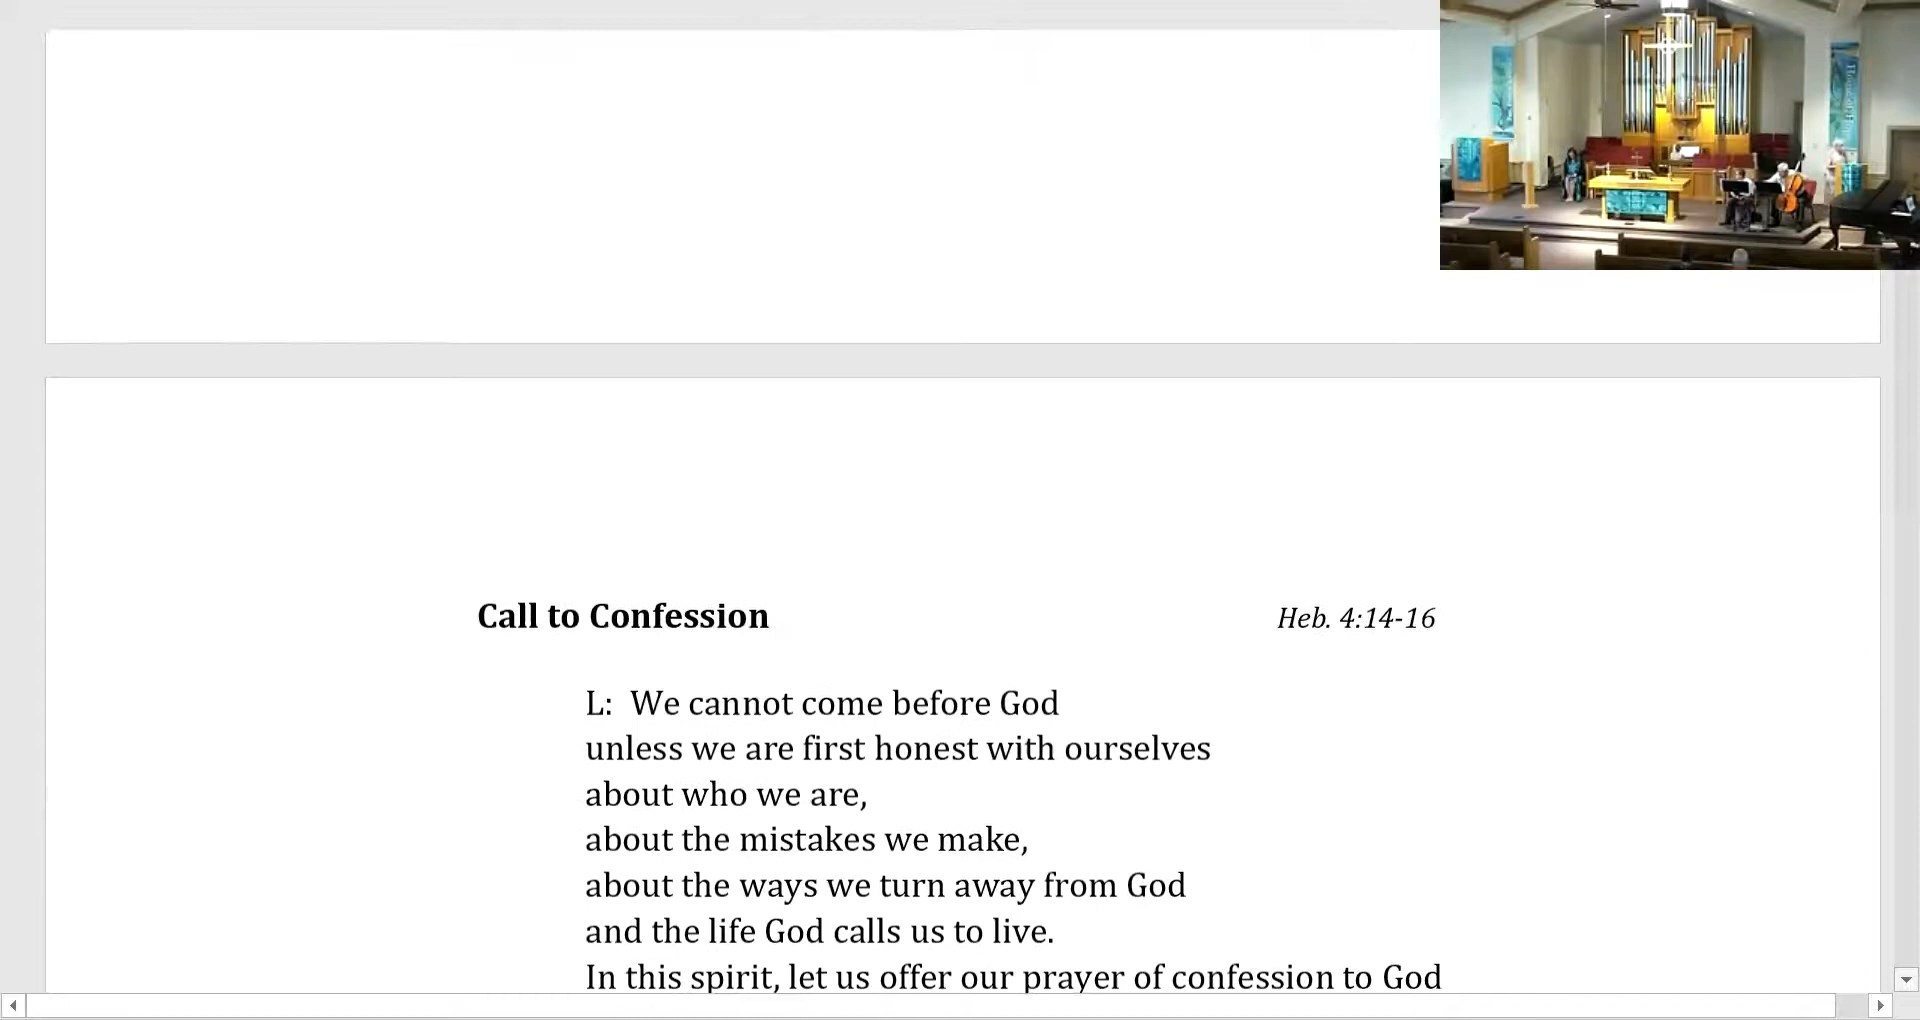 Call to Confession Heb. 4:14-16
L: We cannot come before God
unless we are first honest with ourselves
about who we are,
about the mistakes we make,
about the ways we turn away from God
and the life God calls us to live.
In this spirit, let us offer our prayer of confession to God